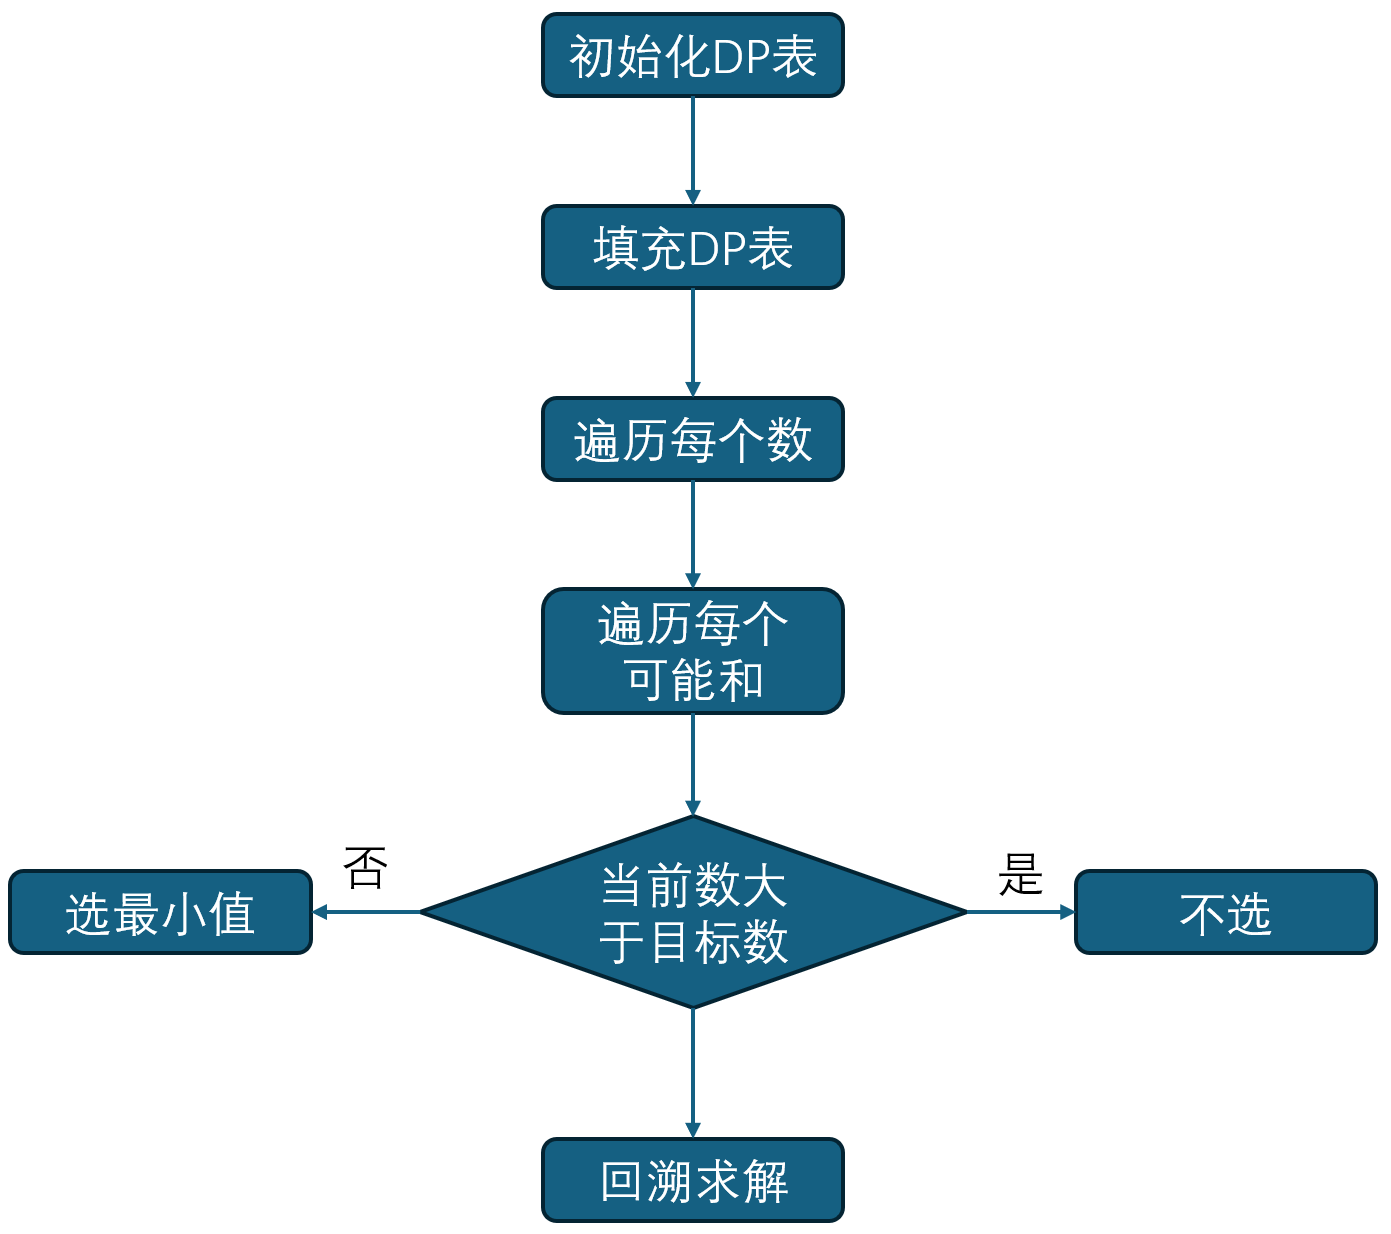 初始化DP表
填充DP表
遍历每个数
遍历每个
可能和
否
是
选最小值
当前数大
于目标数
不选
回溯求解